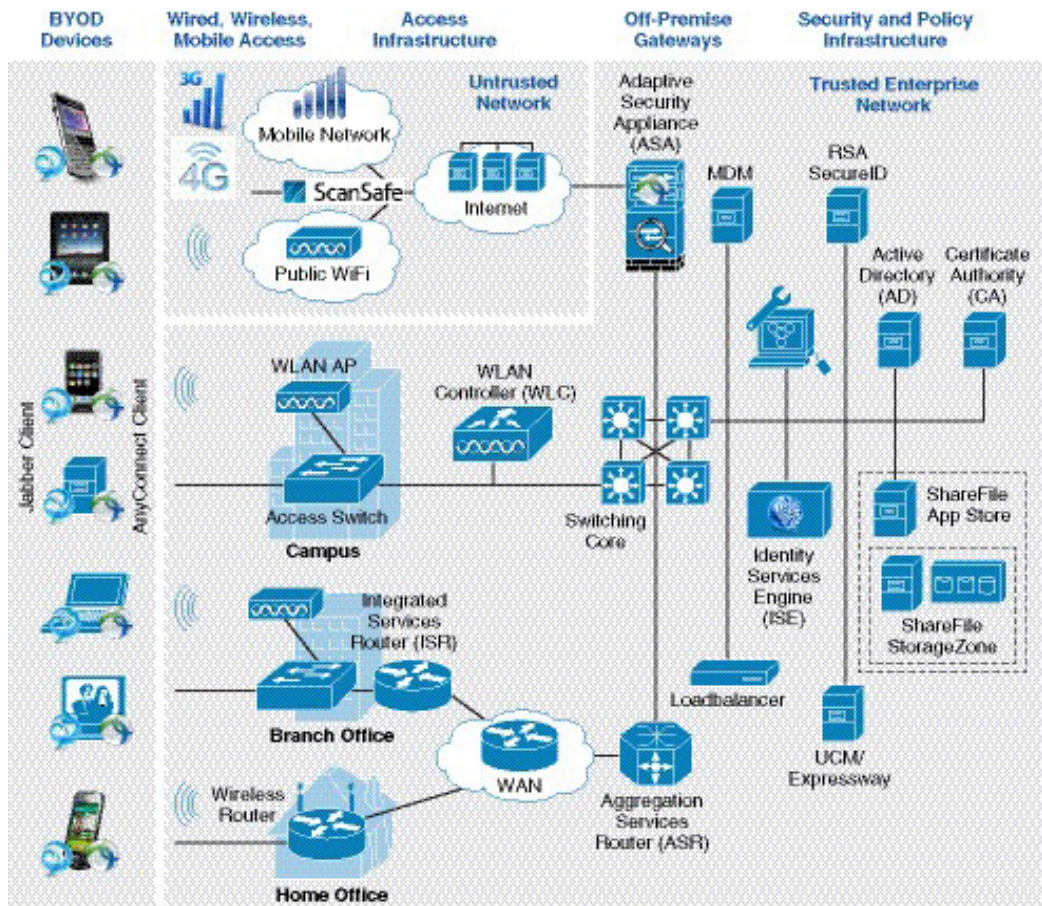 BYOD
Devices
Wired, Wireless,
Mobile Access
Access
Infrastructure
Off-Premise
Gateways
Security and Policy
Infrastructure
3G
4G
Mobile Network
ScanSafe
Public WiFi
Internet
Untrusted
Network
Adaptive
Security
Appliance
(ASA)
Trusted Enterprise
Network
MDM
RSA
SecureID
Active
Directory
(AD)
Certificate
Authority
(CA)
Jabber Client
AnyConnect Client
WLAN AP
WLAN
Controller (WLC)
Access Switch
Campus
Switching
Core
Identity
Services
Engine
(ISE)
ShareFile
App Store
ShareFile
StorageZone
Integrated
Services
Router (ISR)
Branch Office
Loadbalancer
UCM/
Expressway
WAN
Wireless
Router
Home Office
Aggregation
Services
Router (ASR)